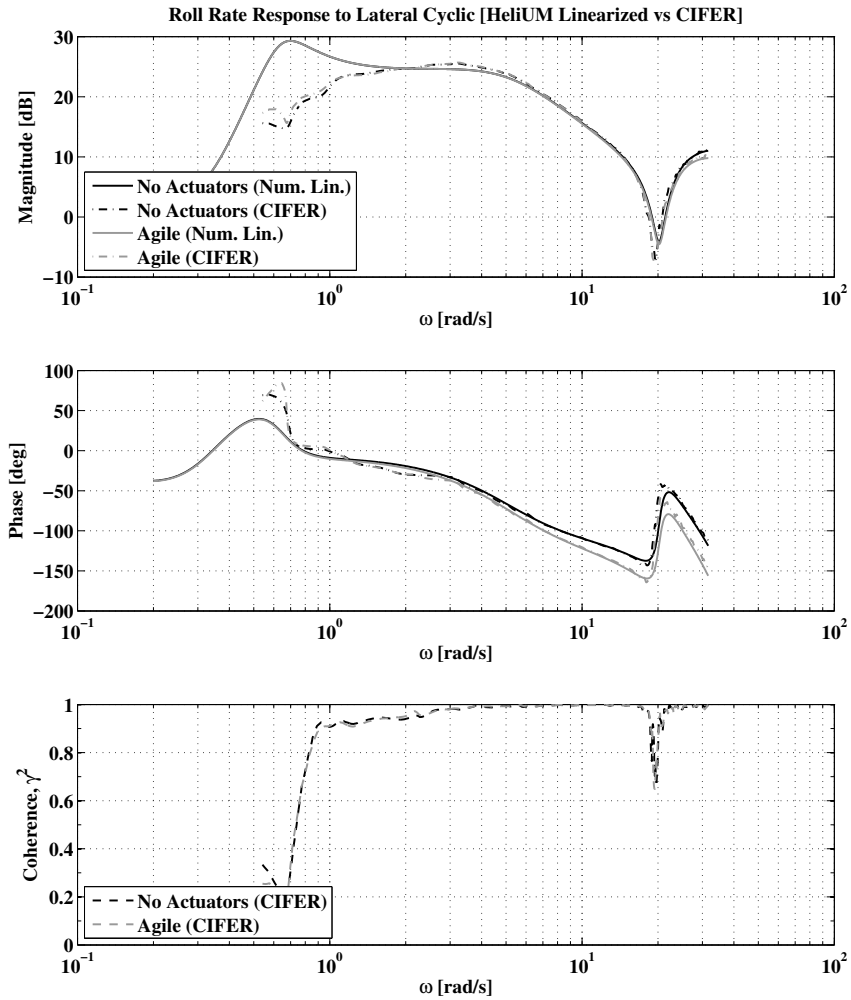 Roll Rate Response to Lateral Cyclic [HeliUM Linearized vs CIFER]
30
20
10
0
−10
Magnitude [dB]
No Actuators (Num. Lin.)
No Actuators (CIFER)
Agile (Num. Lin.)
Agile (CIFER)
10^−1
10^0
10^1
10^2
ω [rad/s]
100
50
0
−50
−100
−150
−200
Phase [deg]
10^−1
10^0
10^1
10^2
ω [rad/s]
1
0.8
0.6
0.4
0.2
0
Coherence, γ^2
No Actuators (CIFER)
Agile (CIFER)
10^−1
10^0
10^1
10^2
ω [rad/s]